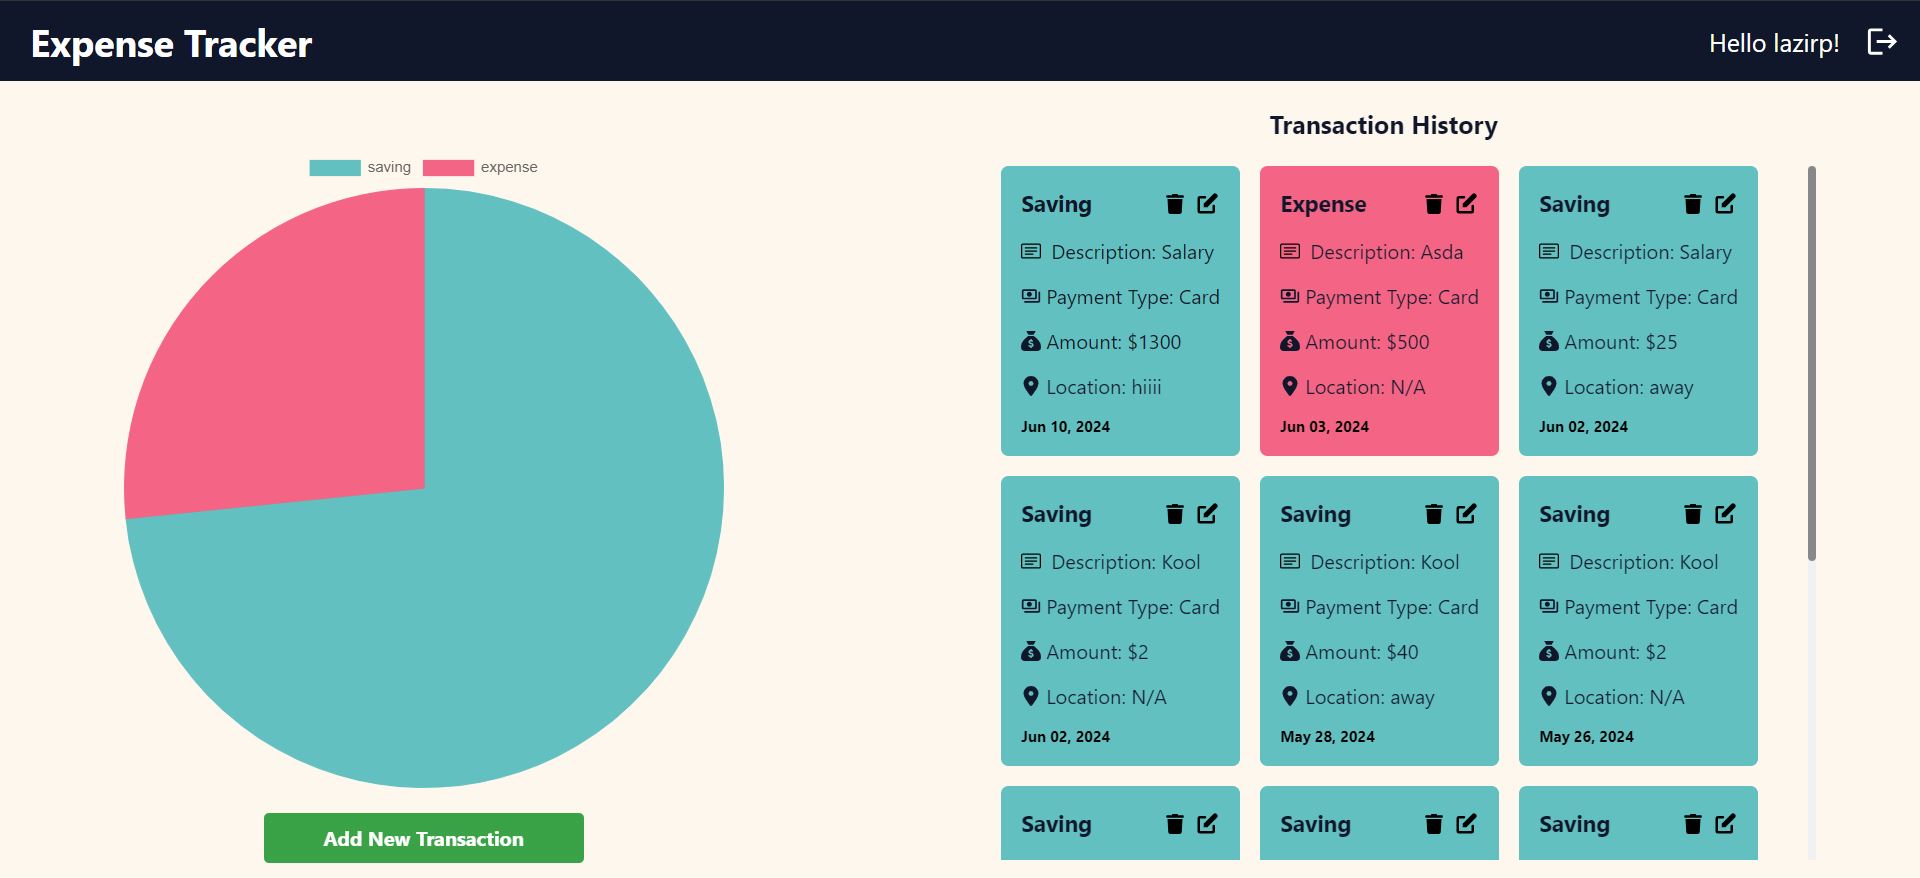 Expense Tracker
Hello lazirp!
saving
expense
Add New Transaction
Transaction History
Saving
Description: Salary
Payment Type: Card
Amount: $1300
Location: hiiii
Jun 10, 2024
Expense
Description: Asda
Payment Type: Card
Amount: $500
Location: N/A
Jun 03, 2024
Saving
Description: Salary
Payment Type: Card
Amount: $25
Location: away
Jun 02, 2024
Saving
Description: Kool
Payment Type: Card
Amount: $2
Location: N/A
Jun 02, 2024
Saving
Description: Kool
Payment Type: Card
Amount: $40
Location: away
May 28, 2024
Saving
Description: Kool
Payment Type: Card
Amount: $2
Location: N/A
May 26, 2024
Saving
Saving
Saving